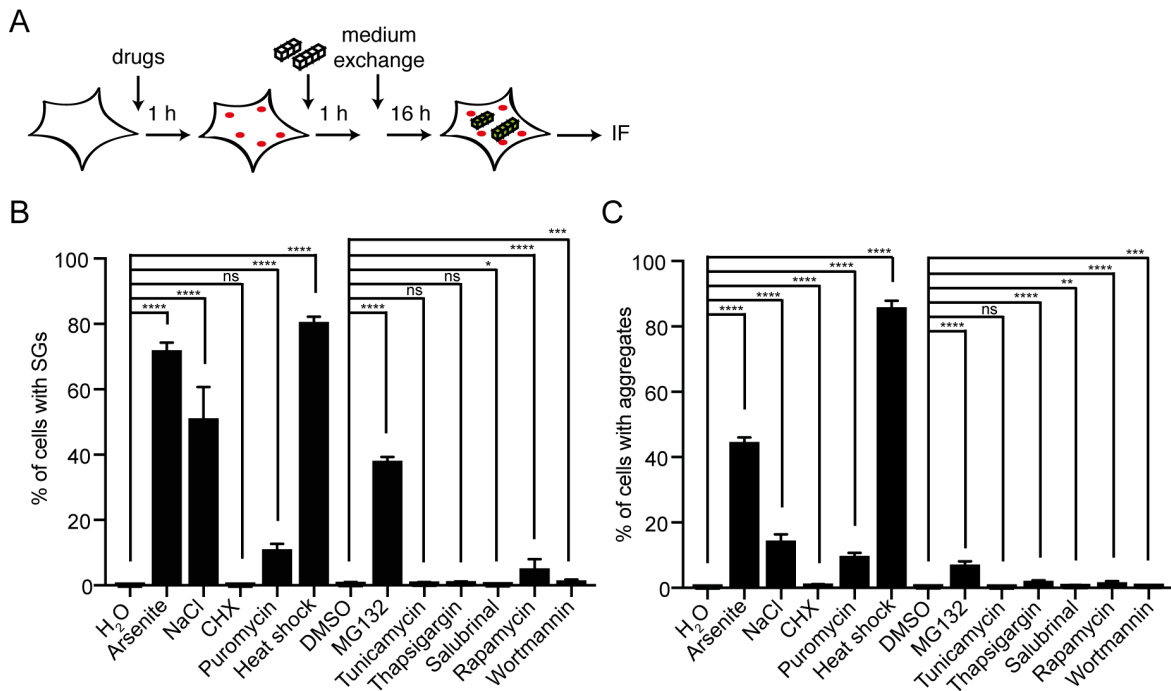 A
drugs
medium
exchange
1 h
1 h
16 h
IF
B
% of cells with SGs
100
80
60
40
20
0
****
****
ns
****
****
****
ns
ns
*
****
***
H2O
Arsenite
NaCl
CHX
Puromycin
Heat shock
DMSO
MG132
Tunicamycin
Thapsigargin
Salubrinal
Rapamycin
Wortmannin
C
% of cells with aggregates
100
80
60
40
20
0
****
****
****
****
****
****
ns
****
**
****
***
H2O
Arsenite
NaCl
CHX
Puromycin
Heat shock
DMSO
MG132
Tunicamycin
Thapsigargin
Salubrinal
Rapamycin
Wortmannin